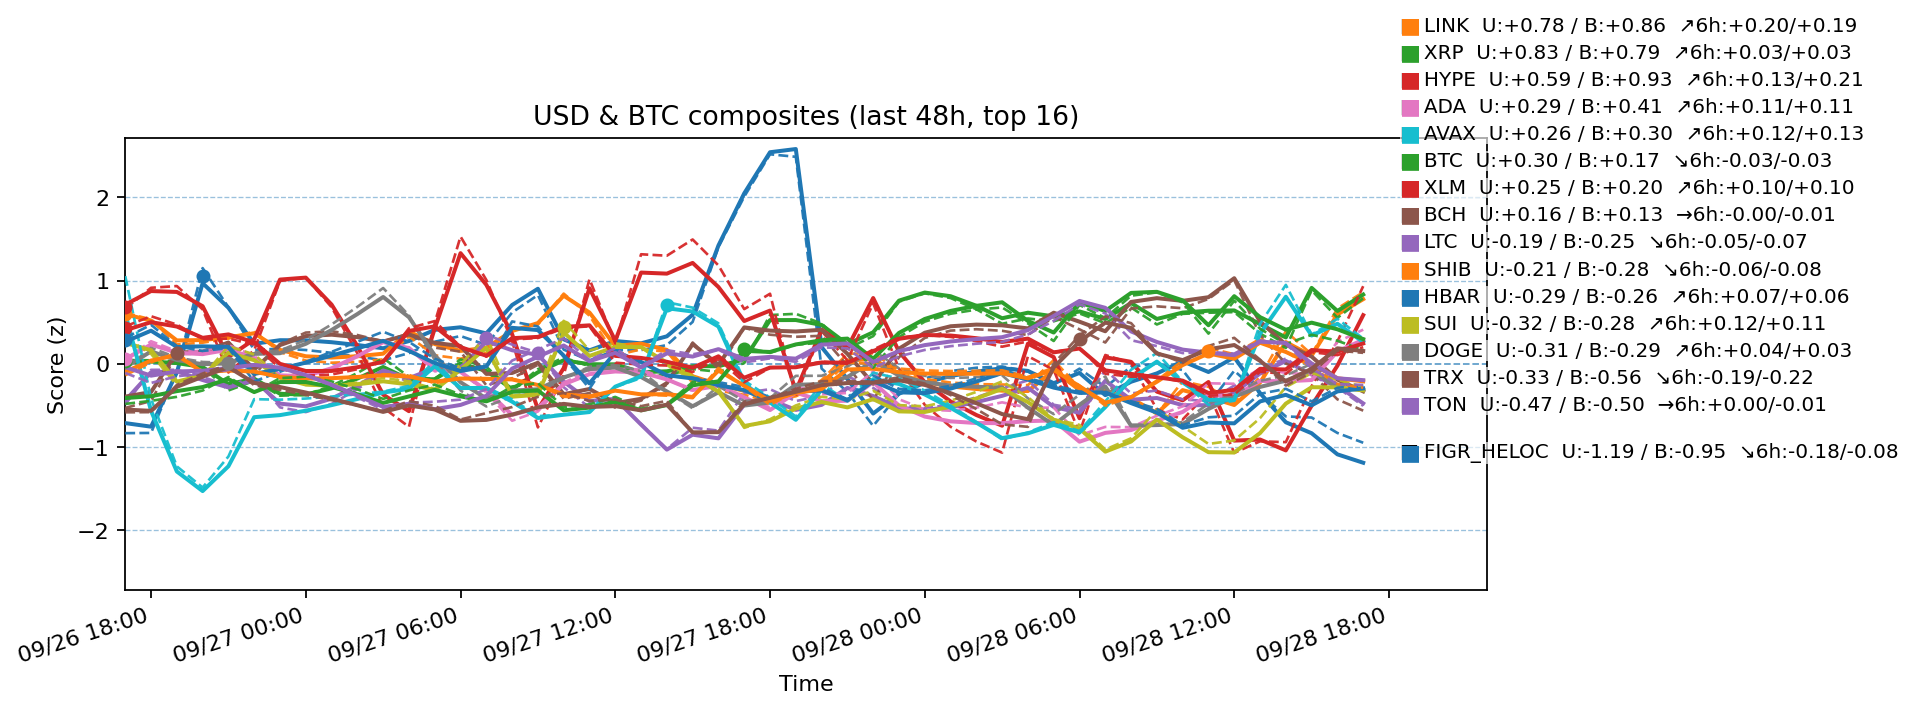 LINK  U:+0.78 / B:+0.86  ↗6h:+0.20/+0.19
XRP  U:+0.83 / B:+0.79  ↗6h:+0.03/+0.03
HYPE  U:+0.59 / B:+0.93  ↗6h:+0.13/+0.21
ADA  U:+0.29 / B:+0.41  ↗6h:+0.11/+0.11
AVAX  U:+0.26 / B:+0.30  ↗6h:+0.12/+0.13
BTC  U:+0.30 / B:+0.17  ↘6h:-0.03/-0.03
XLM  U:+0.25 / B:+0.20  ↗6h:+0.10/+0.10
BCH  U:+0.16 / B:+0.13  →6h:-0.00/-0.01
LTC  U:-0.19 / B:-0.25  ↘6h:-0.05/-0.07
SHIB  U:-0.21 / B:-0.28  ↘6h:-0.06/-0.08
HBAR  U:-0.29 / B:-0.26  ↗6h:+0.07/+0.06
SUI  U:-0.32 / B:-0.28  ↗6h:+0.12/+0.11
DOGE  U:-0.31 / B:-0.29  ↗6h:+0.04/+0.03
TRX  U:-0.33 / B:-0.56  ↘6h:-0.19/-0.22
TON  U:-0.47 / B:-0.50  →6h:+0.00/-0.01
FIGR_HELOC  U:-1.19 / B:-0.95  ↘6h:-0.18/-0.08
USD & BTC composites (last 48h, top 16)
Score (z)
2
1
0
−1
−2
09/26 18:00
09/27 00:00
09/27 06:00
09/27 12:00
09/27 18:00
09/28 00:00
09/28 06:00
09/28 12:00
09/28 18:00
Time